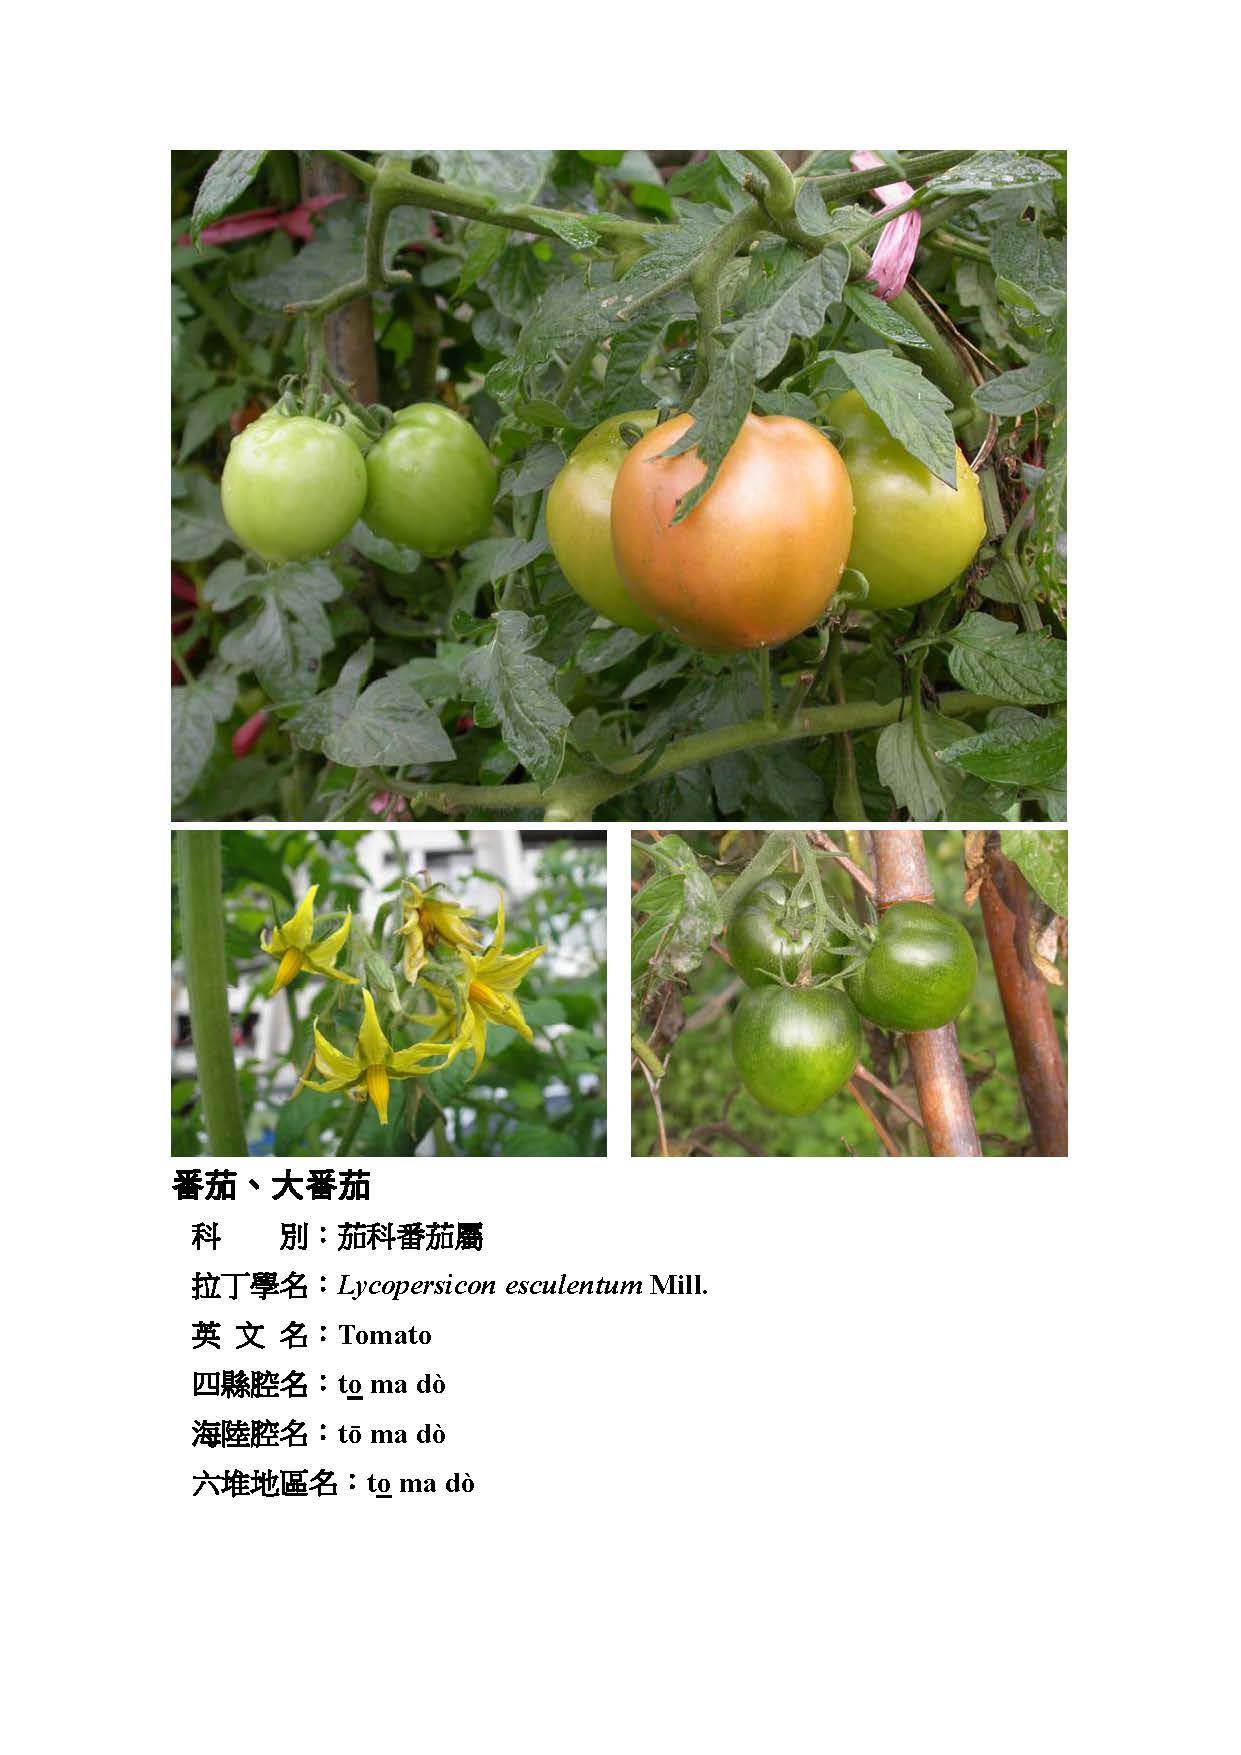 番茄、大番茄
科　　別：茄科番茄屬
拉丁學名：Lycopersicon esculentum Mill.
英 文 名：Tomato
四縣腔名：to̲ ma dò
海陸腔名：tō ma dò
六堆地區名：to̲ ma dò